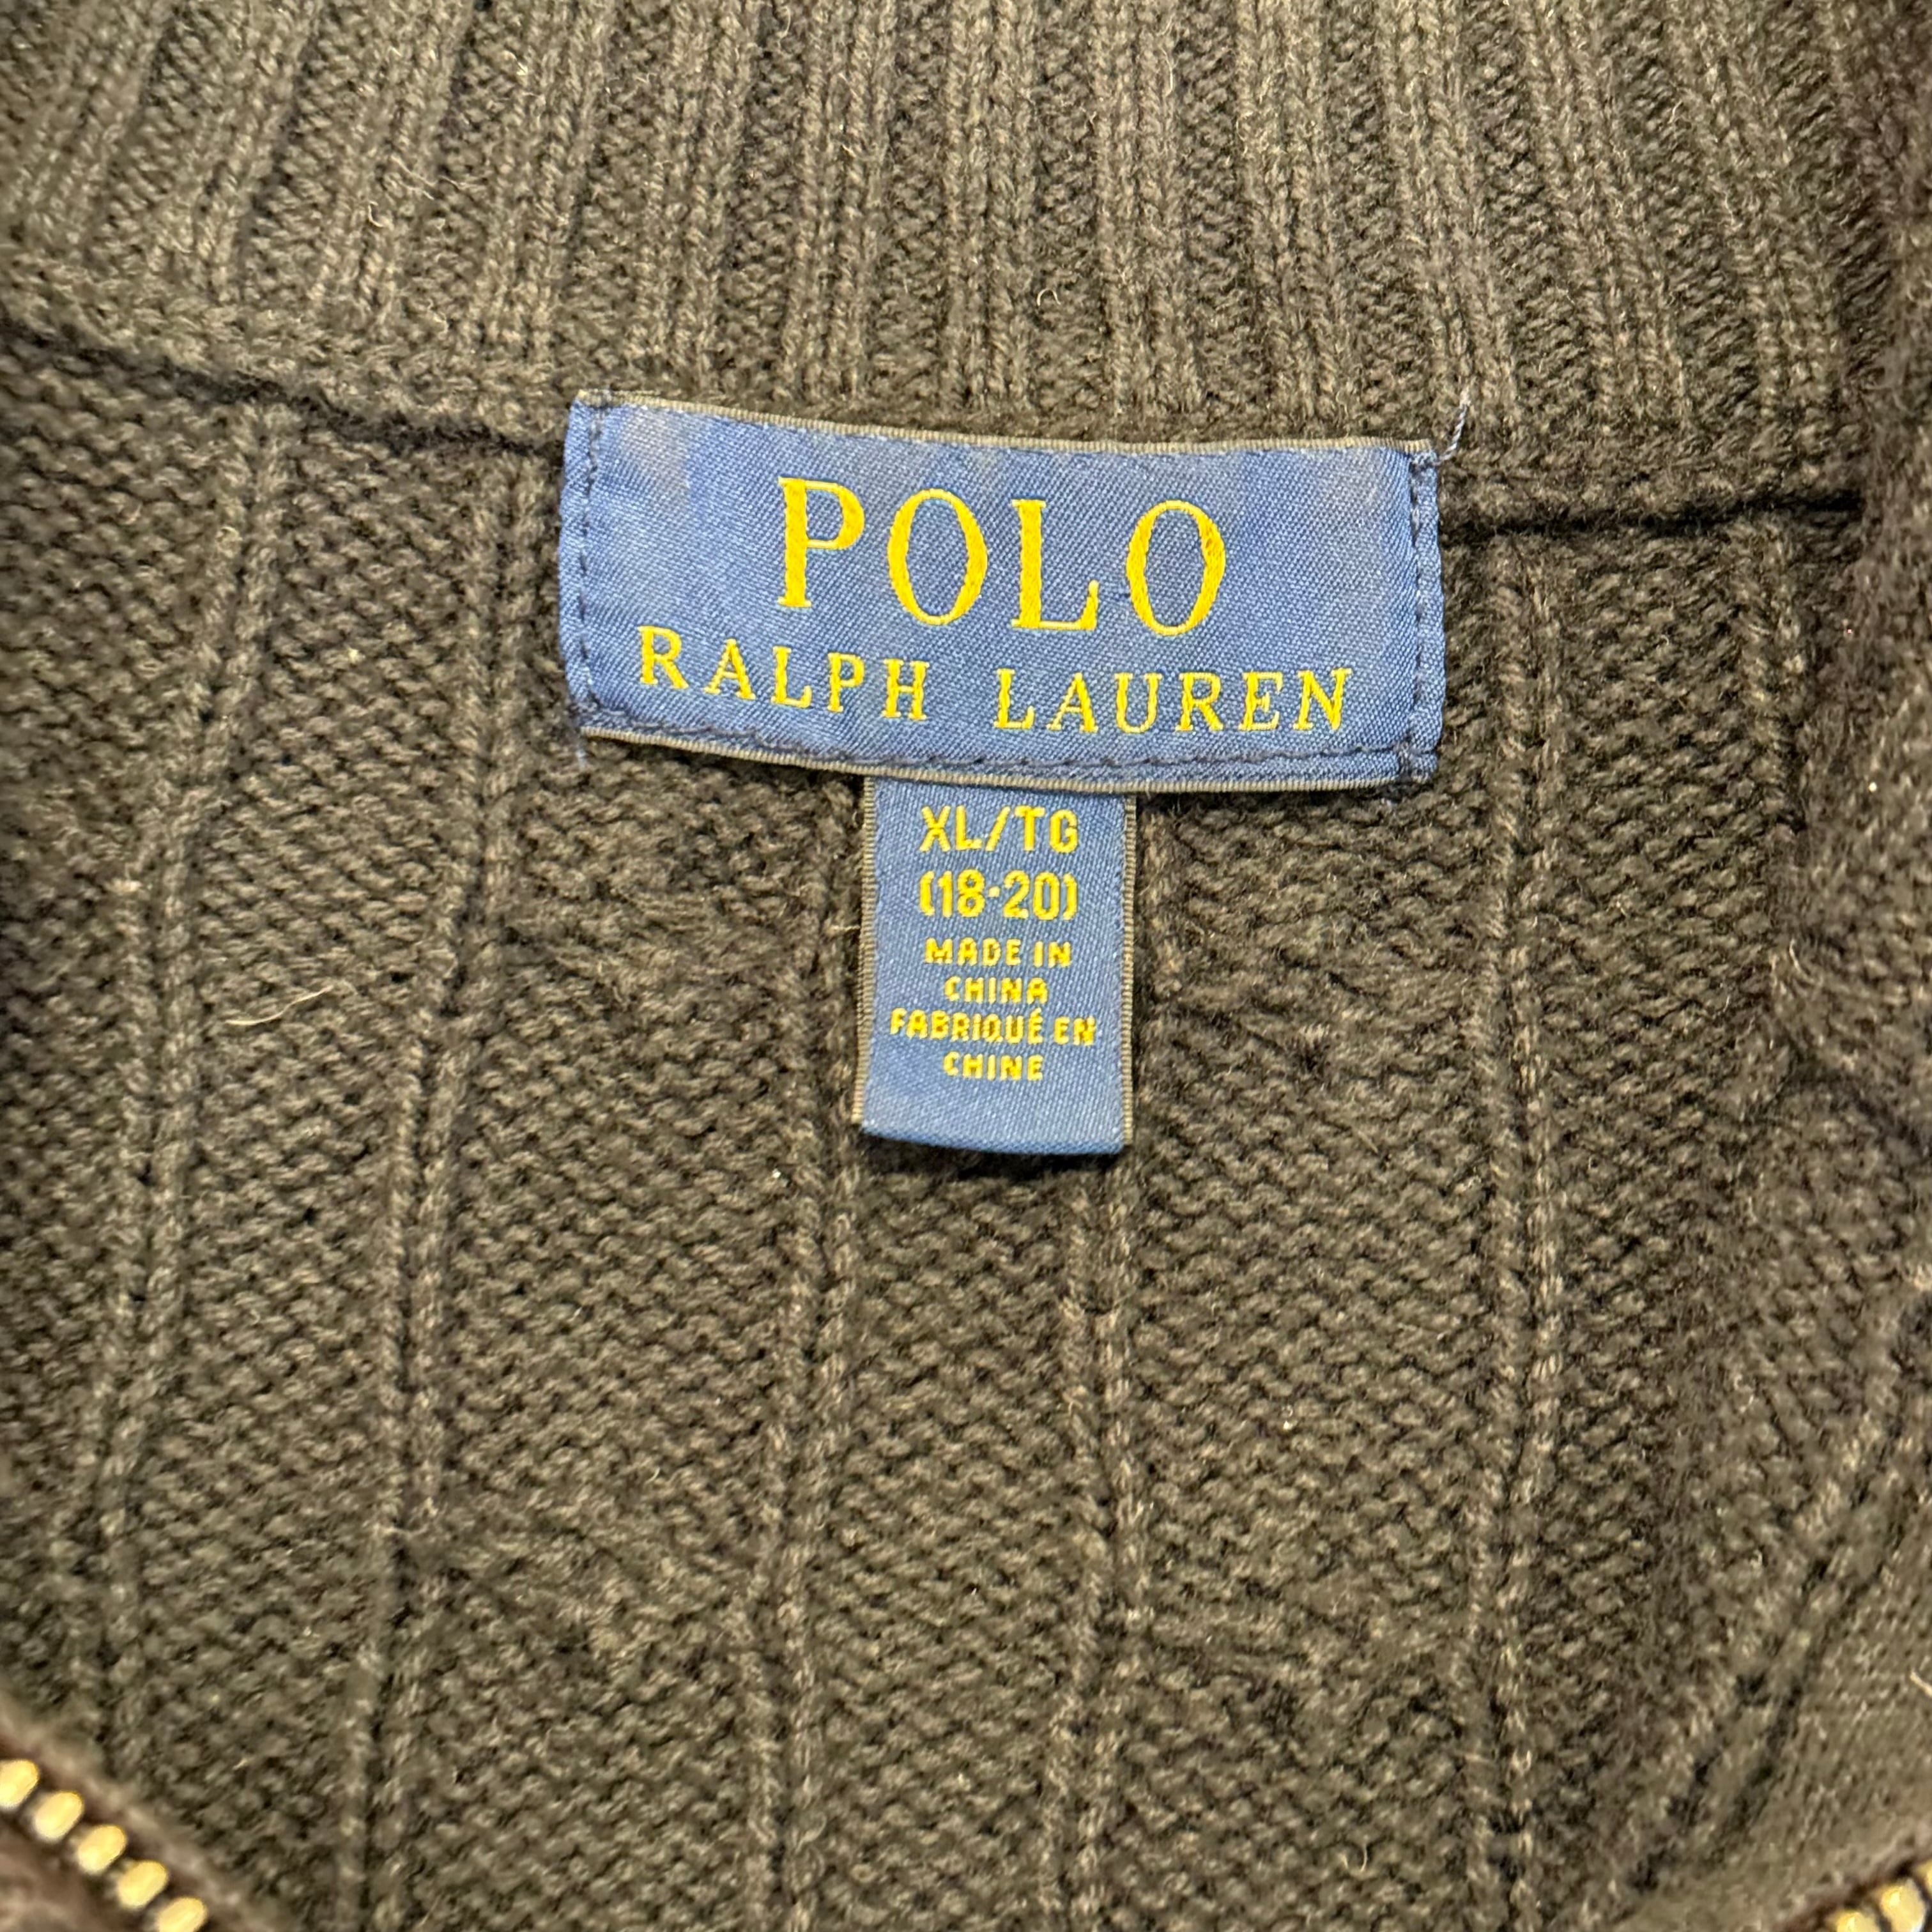 POLO
RALPH LAUREN
XL/TG
(18-20)
MADE IN
CHINA
FABRIQUÉ EN
CHINE